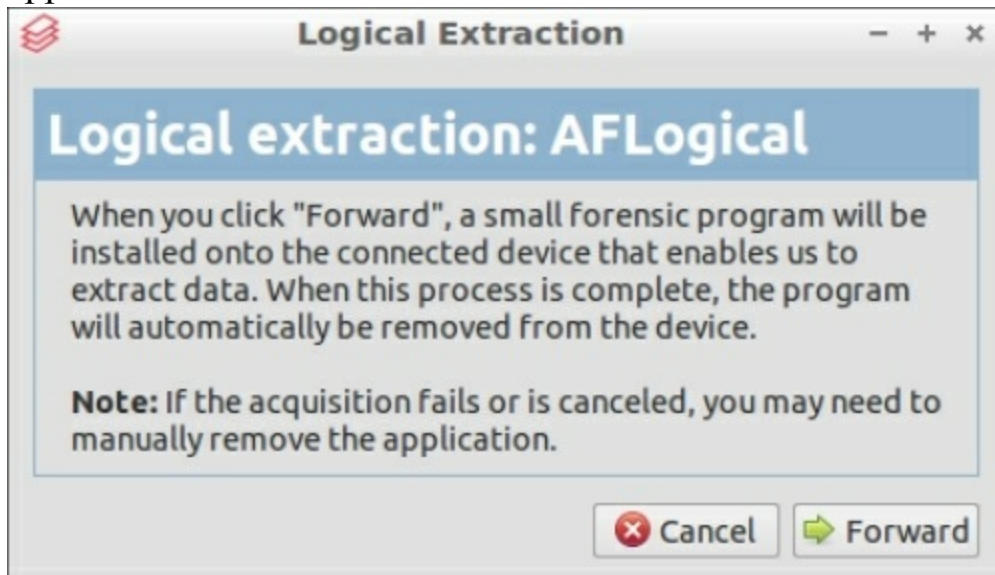 Logical Extraction
Logical extraction: AFLogical
When you click "Forward", a small forensic program will be
installed onto the connected device that enables us to
extract data. When this process is complete, the program
will automatically be removed from the device.
Note: If the acquisition fails or is canceled, you may need to
manually remove the application.
Cancel Forward